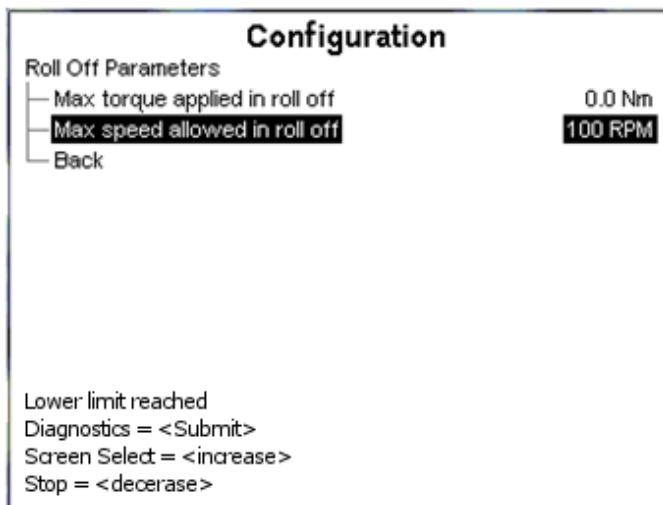 Configuration
Roll Off Parameters
Max torque applied in roll off 0.0 Nm
Max speed allowed in roll off 100 RPM
Back
Lower limit reached
Diagnostics = <Submit>
Screen Select = <increase>
Stop = <decerase>